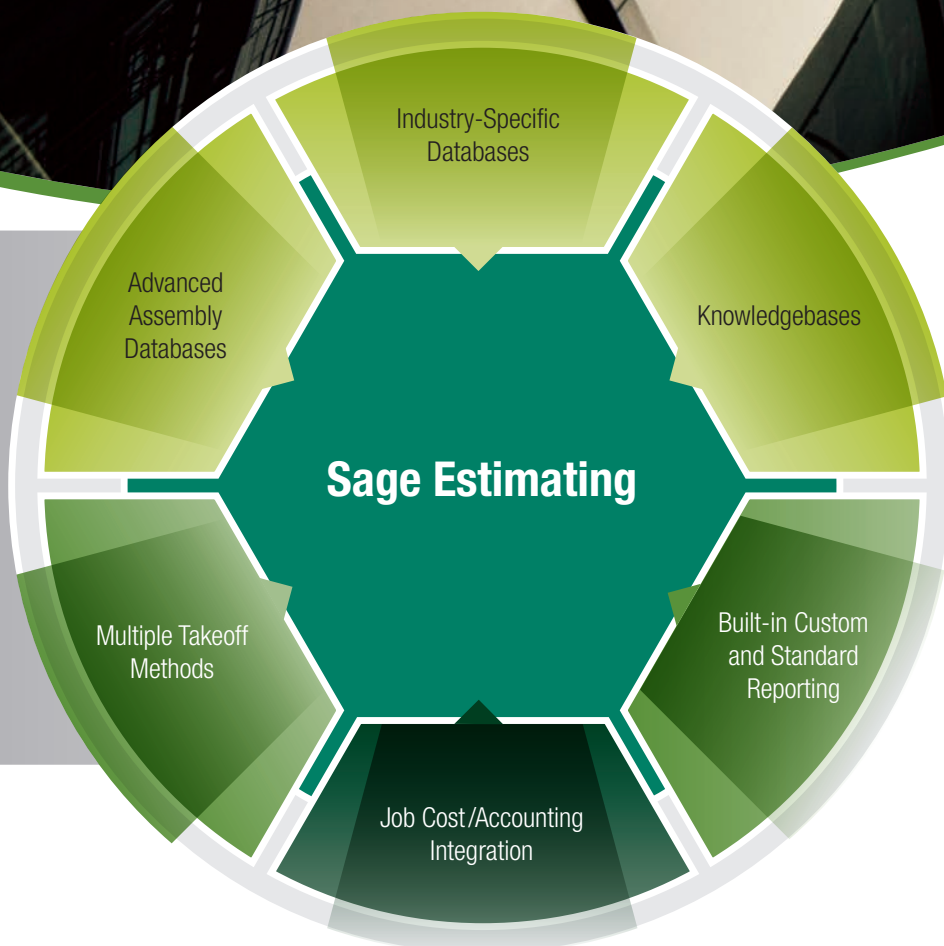 Industry-Specific
Databases
Advanced
Assembly
Databases
Knowledgebases
Sage Estimating
Multiple Takeoff
Methods
Built-in Custom
and Standard
Reporting
Job Cost/Accounting
Integration